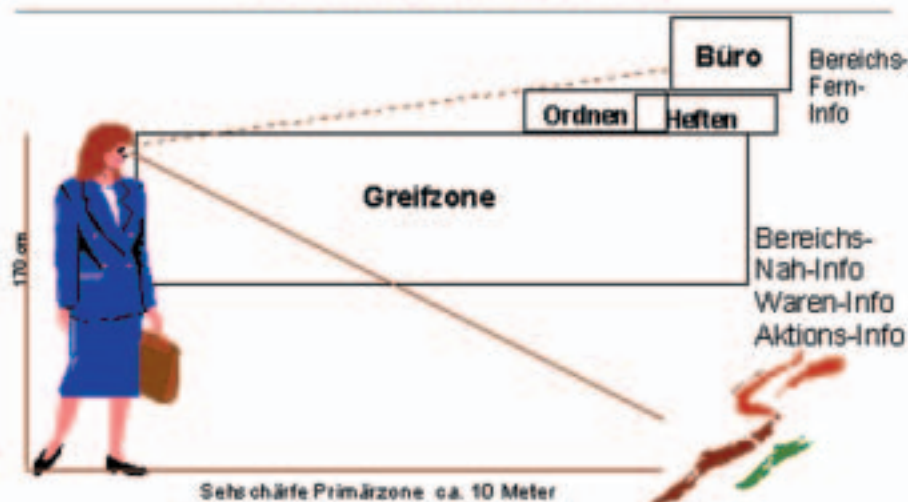 Büro
Bereichs-
Fern-
Info
Ordnen
Heften
Greifzone
170 cm
Bereichs-
Nah-Info
Waren-Info
Aktions-Info
Sehschärfe Primärzone ca. 10 Meter